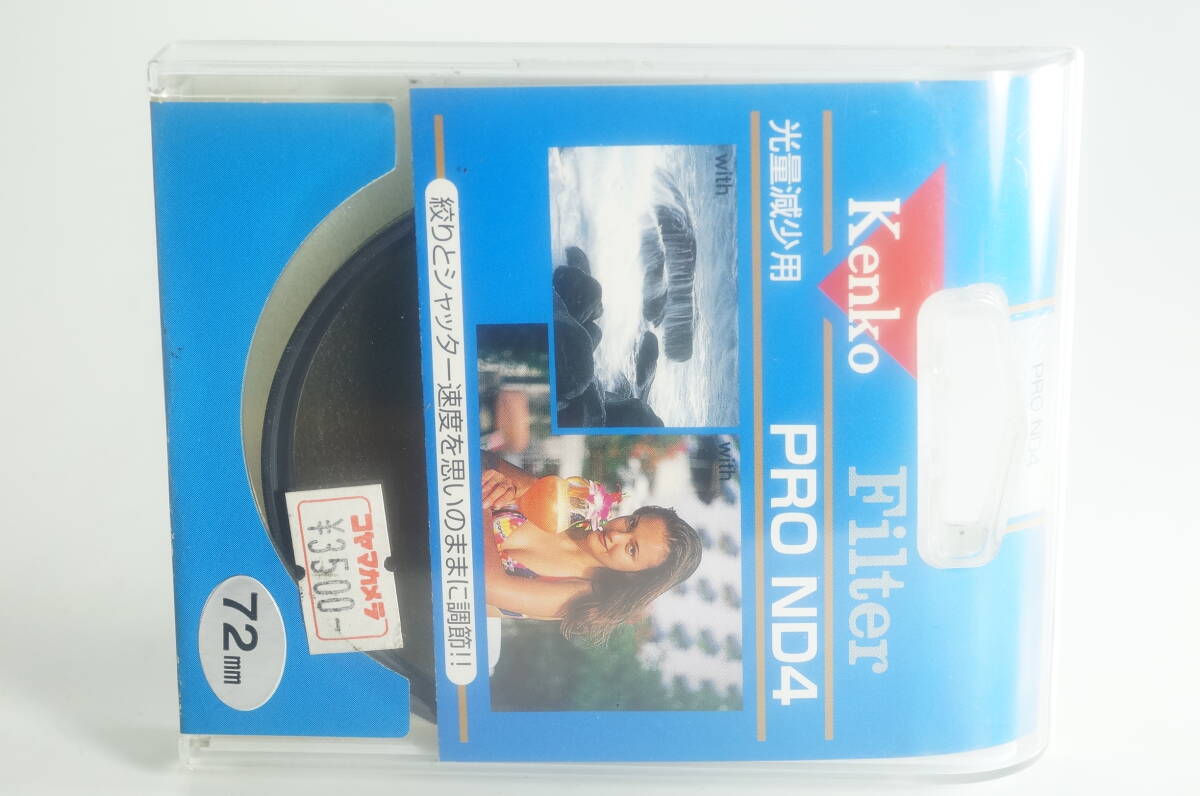 Kenko Filter
PRO ND4
光量減少用 PRO ND4
with
with
絞りとシャッター速度を思いのままに調節!!
コヤマカメラ
¥3500-
72mm